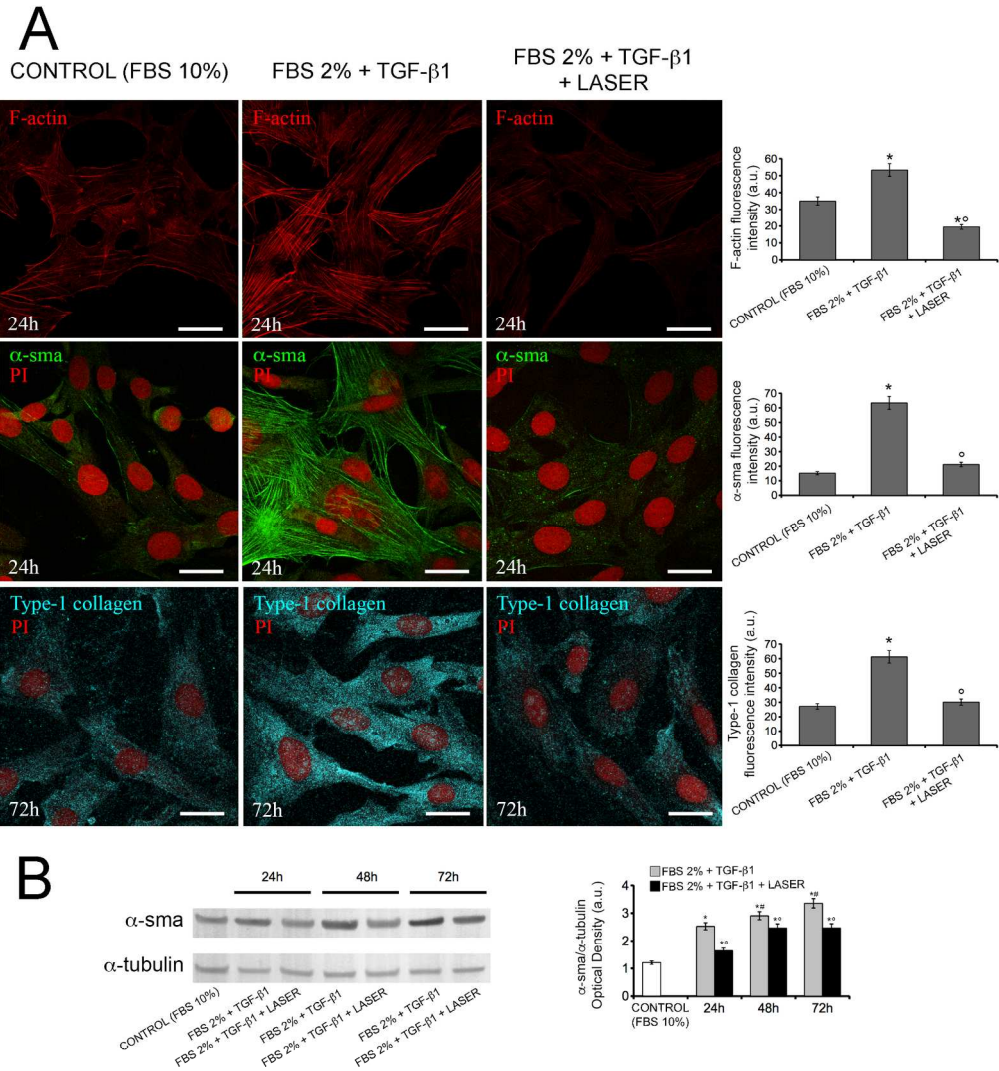 A
CONTROL (FBS 10%)
FBS 2% + TGF-β1
FBS 2% + TGF-β1
+ LASER
F-actin
24h
F-actin
24h
F-actin
24h
F-actin fluorescence
intensity (a.u.)
60
50
40
30
20
10
0
*
*°
CONTROL (FBS 10%)
FBS 2% + TGF-β1
FBS 2% + TGF-β1
+ LASER
α-sma
PI
24h
α-sma
PI
24h
α-sma
PI
24h
α-sma fluorescence
intensity (a.u.)
70
60
50
40
30
20
10
0
*
°
CONTROL (FBS 10%)
FBS 2% + TGF-β1
FBS 2% + TGF-β1
+ LASER
Type-1 collagen
PI
72h
Type-1 collagen
PI
72h
Type-1 collagen
PI
72h
Type-1 collagen
fluorescence intensity (a.u.)
70
60
50
40
30
20
10
0
*
°
CONTROL (FBS 10%)
FBS 2% + TGF-β1
FBS 2% + TGF-β1
+ LASER
B
24h
48h
72h
α-sma
α-tubulin
CONTROL (FBS 10%)
FBS 2% + TGF-β1
FBS 2% + TGF-β1 + LASER
FBS 2% + TGF-β1
FBS 2% + TGF-β1 + LASER
FBS 2% + TGF-β1
FBS 2% + TGF-β1 + LASER
FBS 2% + TGF-β1
FBS 2% + TGF-β1 + LASER
α-sma/α-tubulin
Optical Density (a.u.)
4
3
2
1
0
*
*°
*#
*°
*#
*°
CONTROL
(FBS 10%)
24h
48h
72h